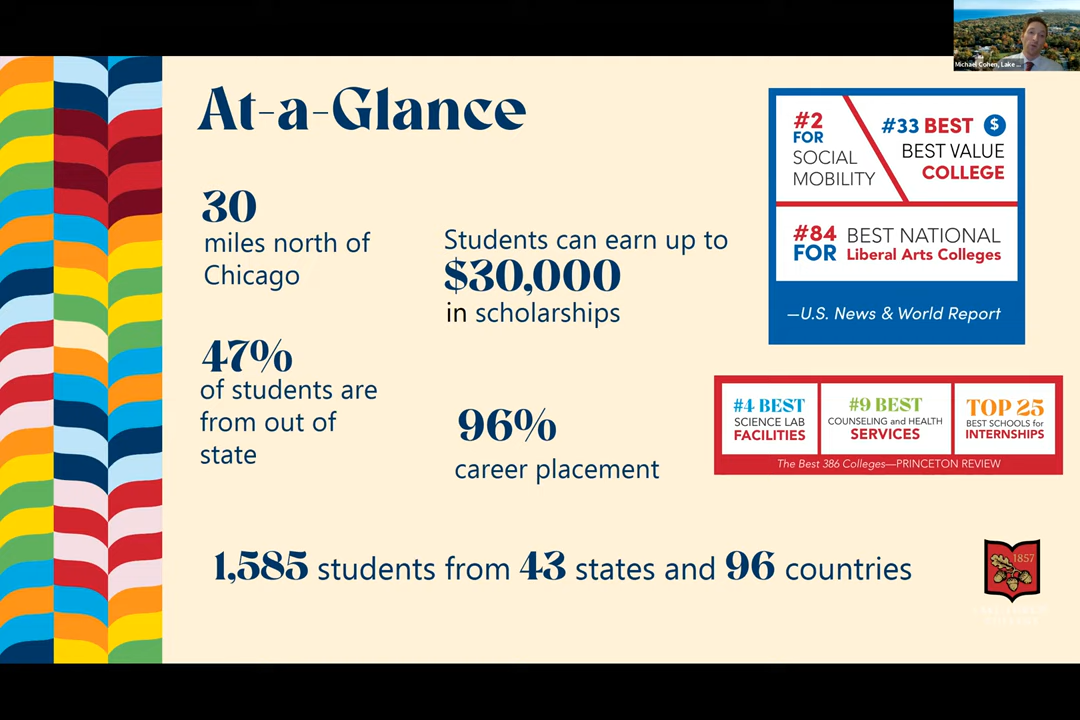 Michael Cohen, Lake ...
At-a-Glance
30
miles north of
Chicago
47%
of students are
from out of
state
Students can earn up to
$30,000
in scholarships
96%
career placement
1,585 students from 43 states and 96 countries
#2
FOR
SOCIAL
MOBILITY
#33 BEST $
BEST VALUE
COLLEGE
#84 BEST NATIONAL
FOR Liberal Arts Colleges
—U.S. News & World Report
#4 BEST
SCIENCE LAB
FACILITIES
#9 BEST
COUNSELING and HEALTH
SERVICES
TOP 25
BEST SCHOOLS for
INTERNSHIPS
The Best 386 Colleges—PRINCETON REVIEW
1857